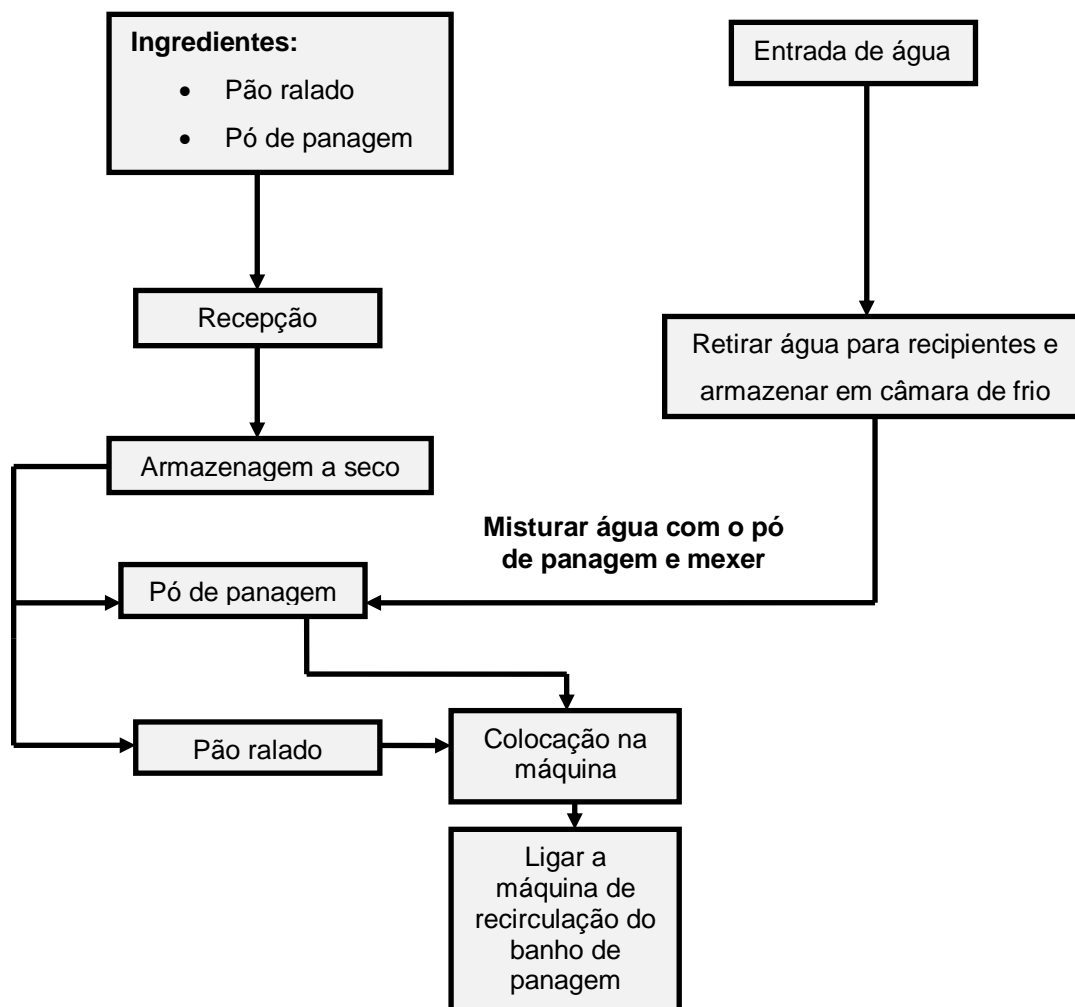 Ingredientes:
• Pão ralado
• Pó de panagem
Entrada de água
Recepção
Retirar água para recipientes e
armazenar em câmara de frio
Armazenagem a seco
Misturar água com o pó
de panagem e mexer
Pó de panagem
Pão ralado
Colocação na
máquina
Ligar a
máquina de
recirculação do
banho de
panagem